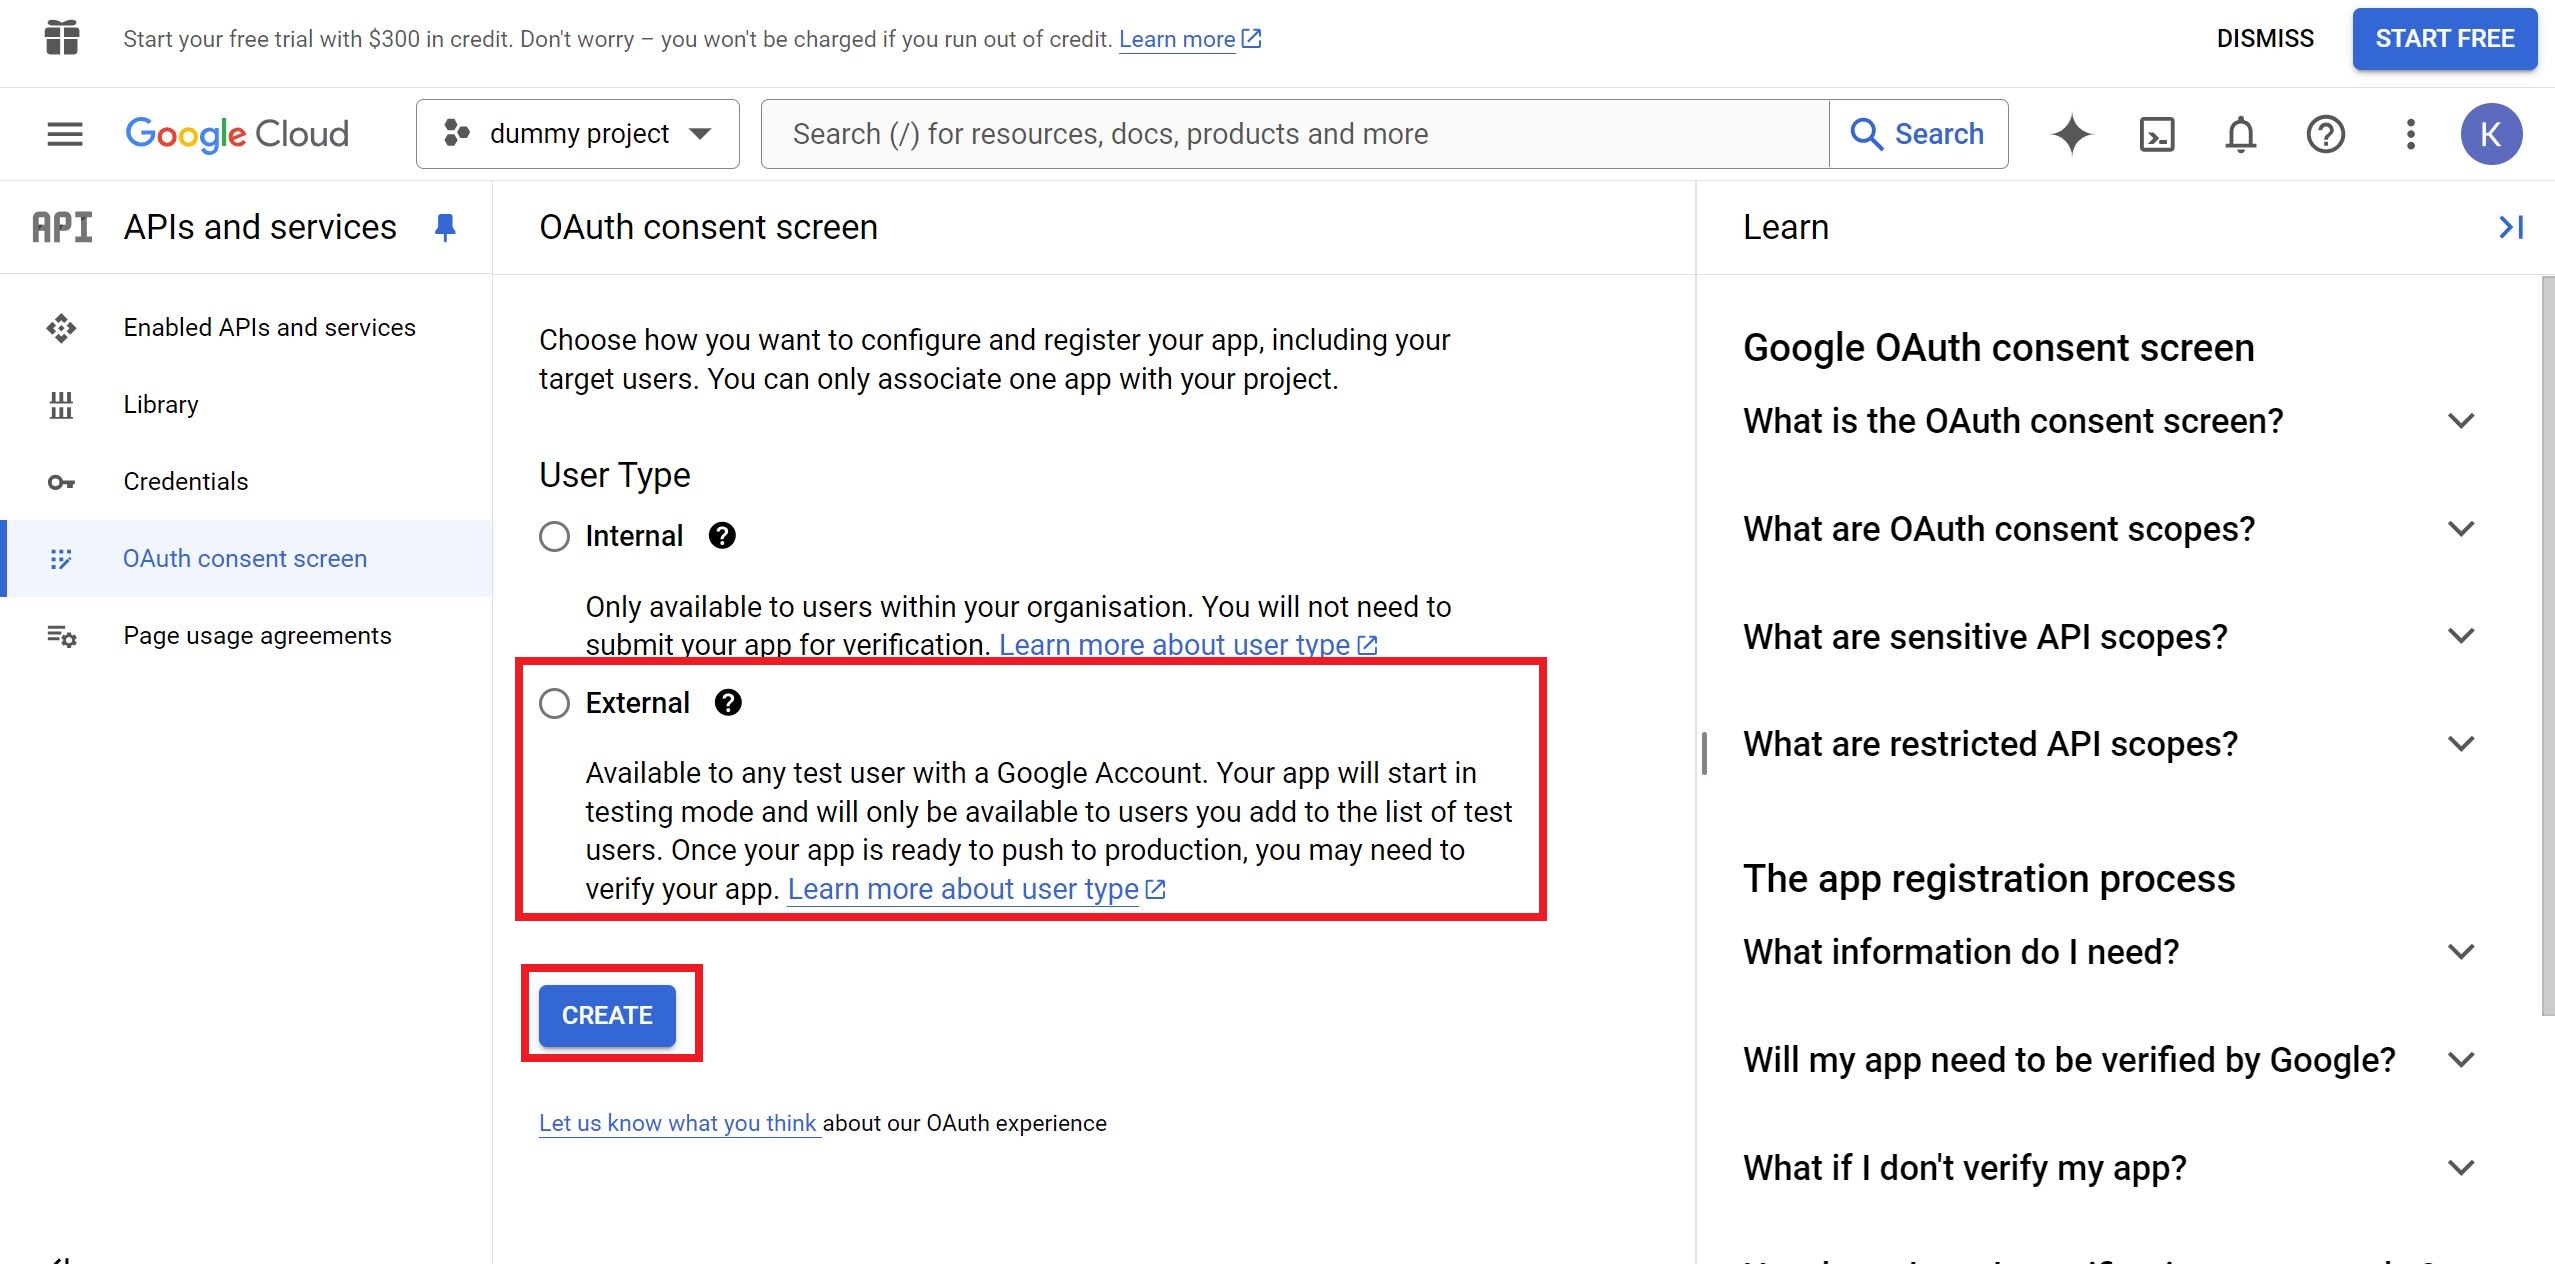 Start your free trial with $300 in credit. Don't worry – you won't be charged if you run out of credit. Learn more
DISMISS
START FREE
Google Cloud
dummy project
Search (/) for resources, docs, products and more
Search
K
API
APIs and services
Enabled APIs and services
Library
Credentials
OAuth consent screen
Page usage agreements
OAuth consent screen
Choose how you want to configure and register your app, including your
target users. You can only associate one app with your project.
User Type
Internal
Only available to users within your organisation. You will not need to
submit your app for verification. Learn more about user type
External
Available to any test user with a Google Account. Your app will start in
testing mode and will only be available to users you add to the list of test
users. Once your app is ready to push to production, you may need to
verify your app. Learn more about user type
CREATE
Let us know what you think about our OAuth experience
Learn
Google OAuth consent screen
What is the OAuth consent screen?
What are OAuth consent scopes?
What are sensitive API scopes?
What are restricted API scopes?
The app registration process
What information do I need?
Will my app need to be verified by Google?
What if I don't verify my app?